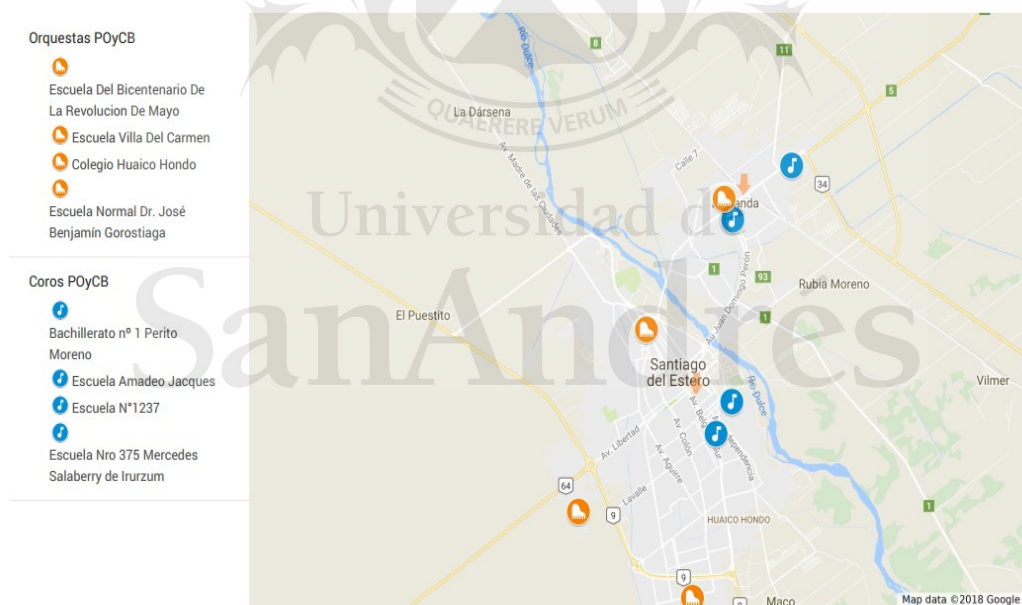 Orquestas POyCB
Escuela Del Bicentenario De
La Revolucion De Mayo
Escuela Villa Del Carmen
Colegio Huaico Hondo
Escuela Normal Dr. José
Benjamín Gorostiaga
Coros POyCB
Bachillerato nº 1 Perito
Moreno
Escuela Amadeo Jacques
Escuela N°1237
Escuela Nro 375 Mercedes
Salaberry de Irurzum
QUAERERE VERUM
Universidad de
SanAndrés
Río Dulce
8
11
5
La Dársena
Av. Madre de las Ciudades
Calle 7
34
1
93
Rubia Moreno
Av Juan Domingo Perón
1
El Puestito
Santiago
del Estero
Río Dulce
Vilmer
Av. Libertad
Av. Colón
Av. Aguirre
Lavalle
64
9
HUAICO HONDO
1
9
Maco
Map data ©2018 Google